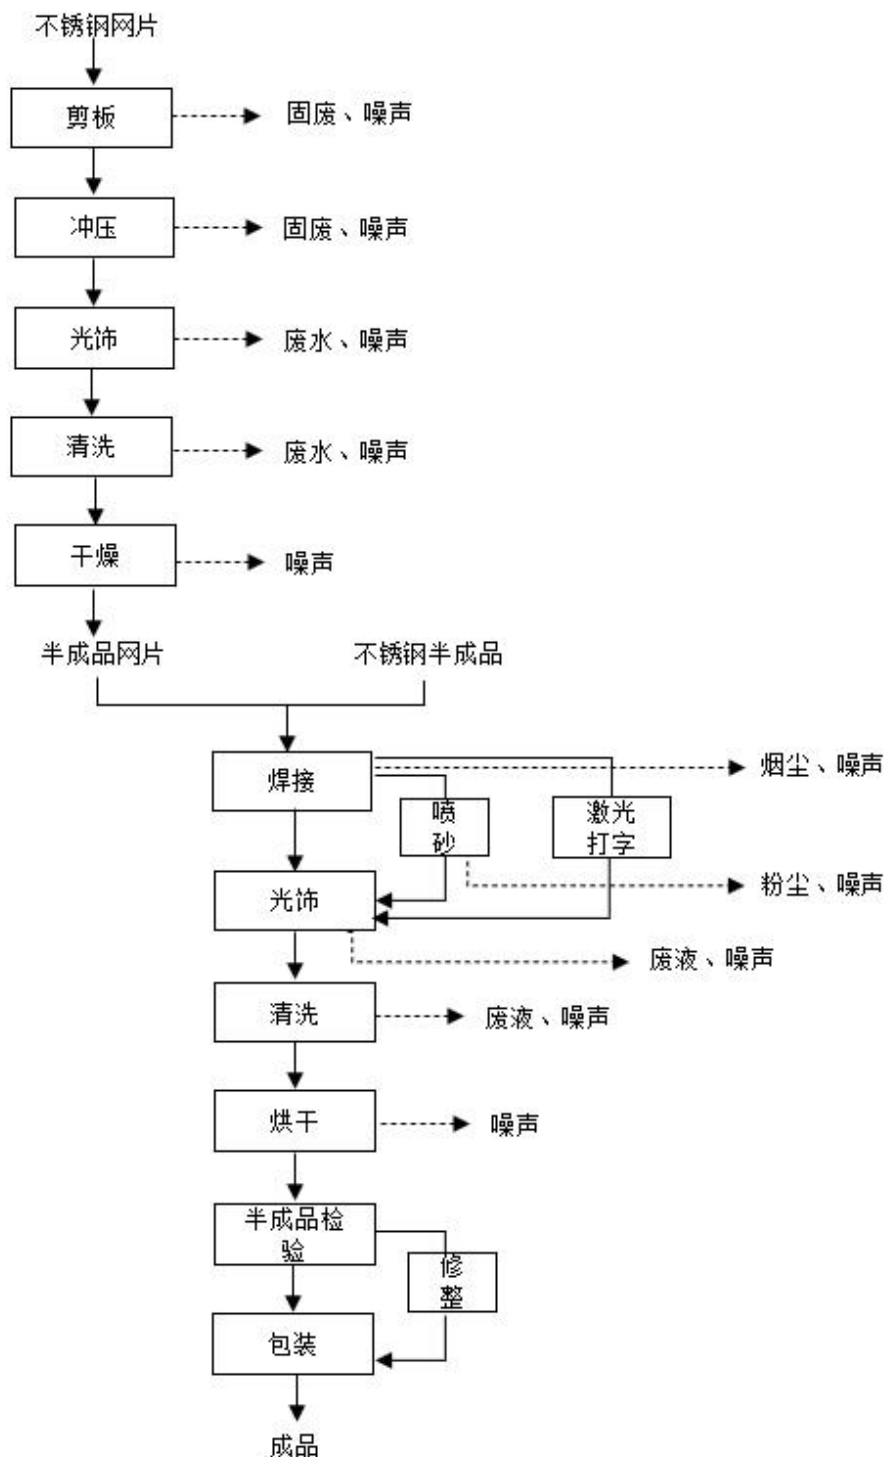 不锈钢网片
剪板
固废、噪声
冲压
固废、噪声
光饰
废水、噪声
清洗
废水、噪声
干燥
噪声
半成品网片
不锈钢半成品
焊接
烟尘、噪声
喷
砂
激光
打字
光饰
粉尘、噪声
废液、噪声
清洗
废液、噪声
烘干
噪声
半成品检
验
修
整
包装
成品